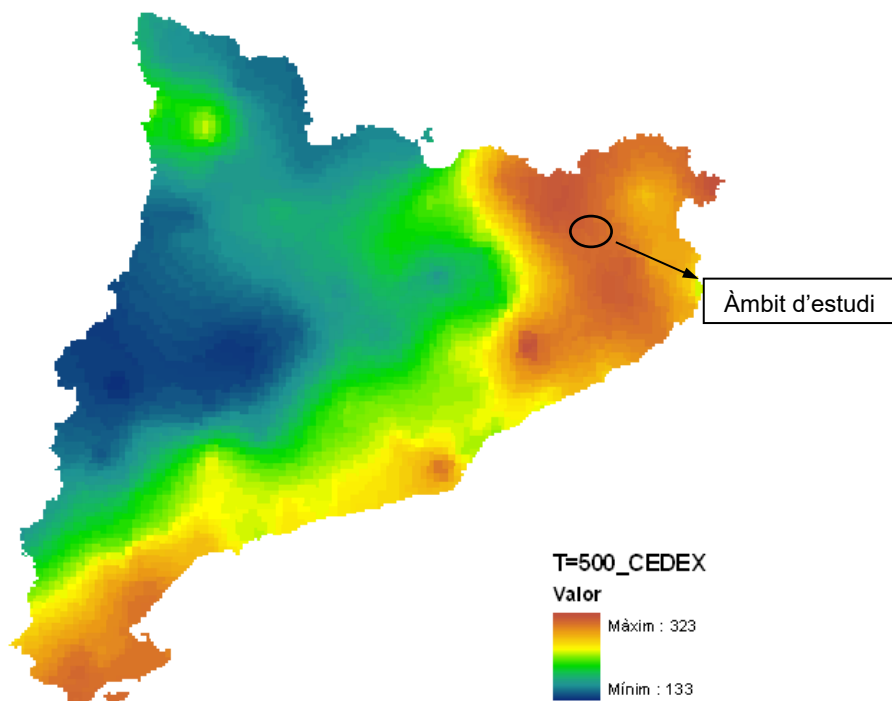 Àmbit d'estudi
T=500_CEDEX
Valor
Màxim : 323
Mínim : 133